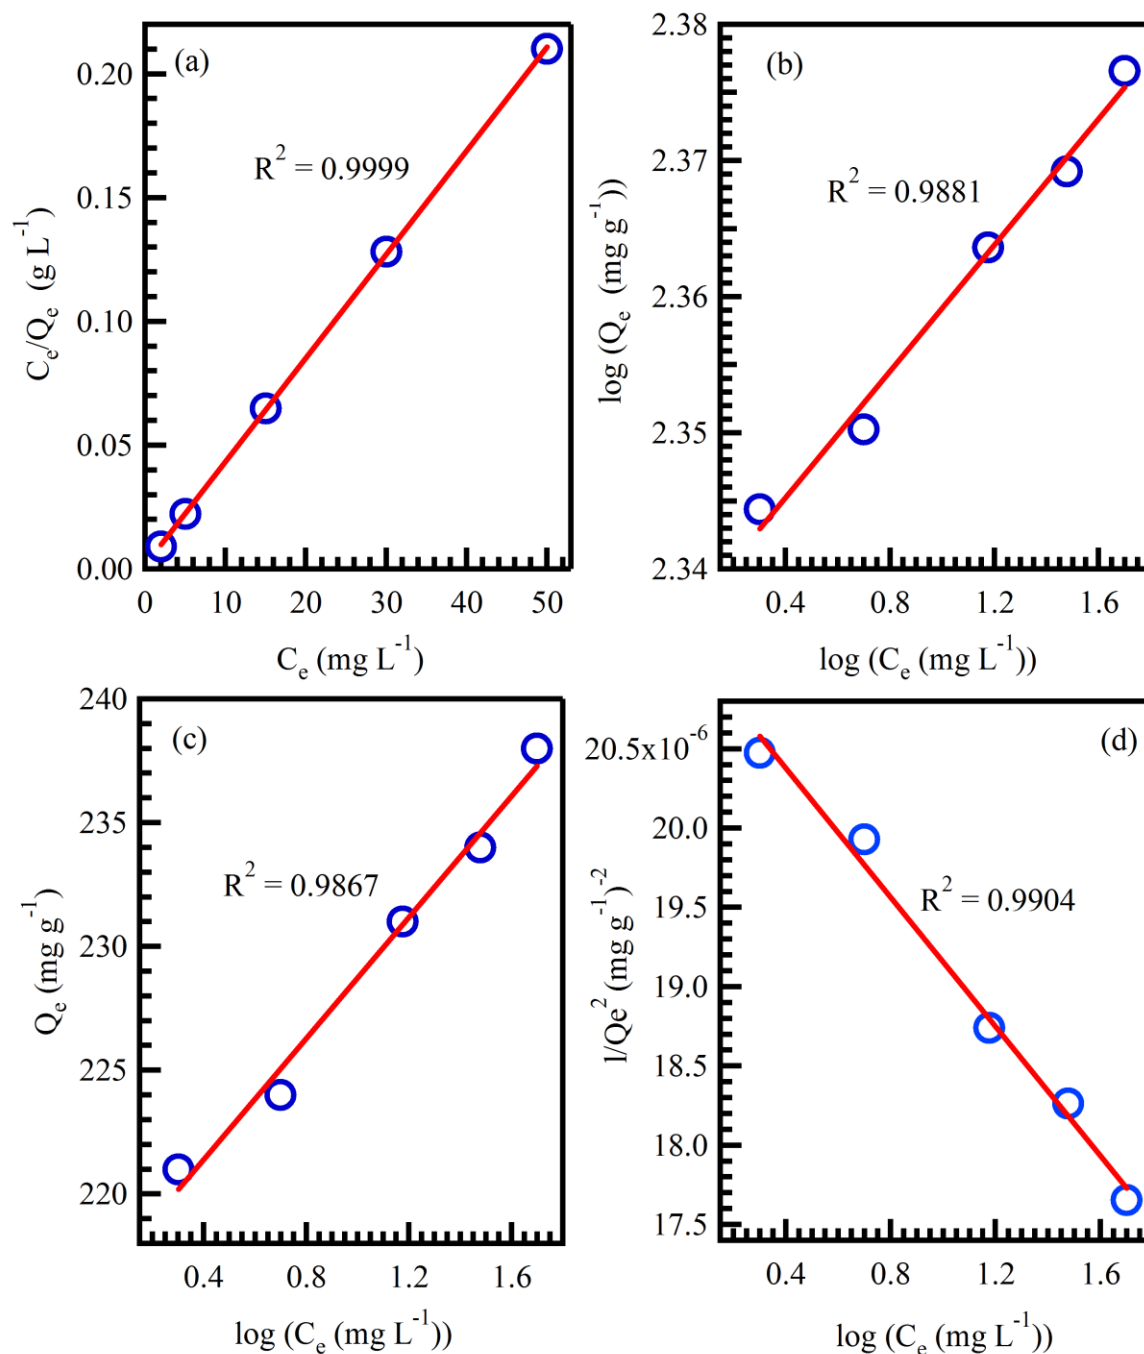 (a)
R² = 0.9999
Cₑ/Qₑ (g L⁻¹)
0.20
0.15
0.10
0.05
0.00
0 10 20 30 40 50
Cₑ (mg L⁻¹)
(b)
R² = 0.9881
log (Qₑ (mg g⁻¹))
2.38
2.37
2.36
2.35
2.34
0.4 0.8 1.2 1.6
log (Cₑ (mg L⁻¹))
(c)
R² = 0.9867
Qₑ (mg g⁻¹)
240
235
230
225
220
0.4 0.8 1.2 1.6
log (Cₑ (mg L⁻¹))
(d)
R² = 0.9904
l/Qe² (mg g⁻¹)⁻²
20.5x10⁻⁶
20.0
19.5
19.0
18.5
18.0
17.5
0.4 0.8 1.2 1.6
log (Cₑ (mg L⁻¹))